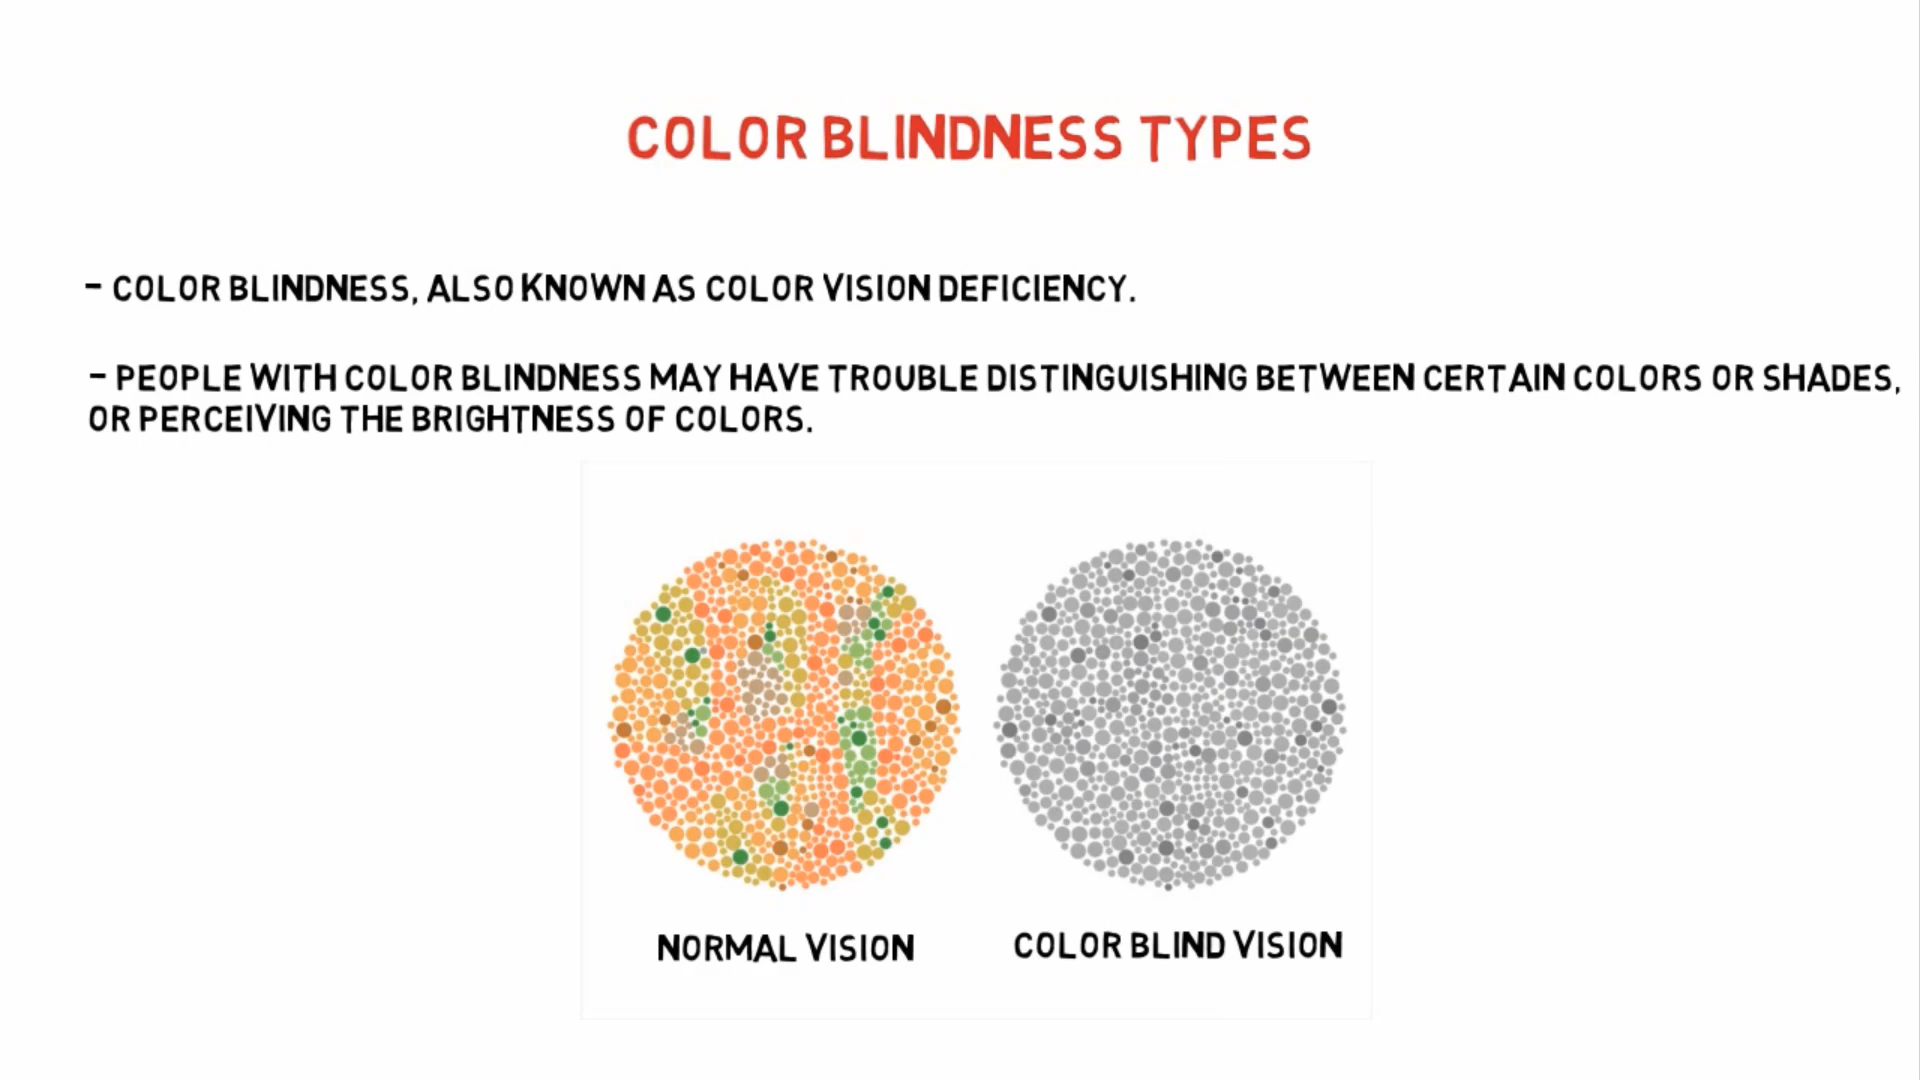 COLOR BLINDNESS TYPES
- COLOR BLINDNESS, ALSO KNOWN AS COLOR VISION DEFICIENCY.
- PEOPLE WITH COLOR BLINDNESS MAY HAVE TROUBLE DISTINGUISHING BETWEEN CERTAIN COLORS OR SHADES,
OR PERCEIVING THE BRIGHTNESS OF COLORS.
NORMAL VISION
COLOR BLIND VISION